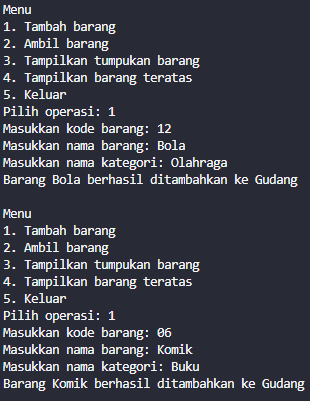 Menu
1. Tambah barang
2. Ambil barang
3. Tampilkan tumpukan barang
4. Tampilkan barang teratas
5. Keluar
Pilih operasi: 1
Masukkan kode barang: 12
Masukkan nama barang: Bola
Masukkan nama kategori: Olahraga
Barang Bola berhasil ditambahkan ke Gudang

Menu
1. Tambah barang
2. Ambil barang
3. Tampilkan tumpukan barang
4. Tampilkan barang teratas
5. Keluar
Pilih operasi: 1
Masukkan kode barang: 06
Masukkan nama barang: Komik
Masukkan nama kategori: Buku
Barang Komik berhasil ditambahkan ke Gudang